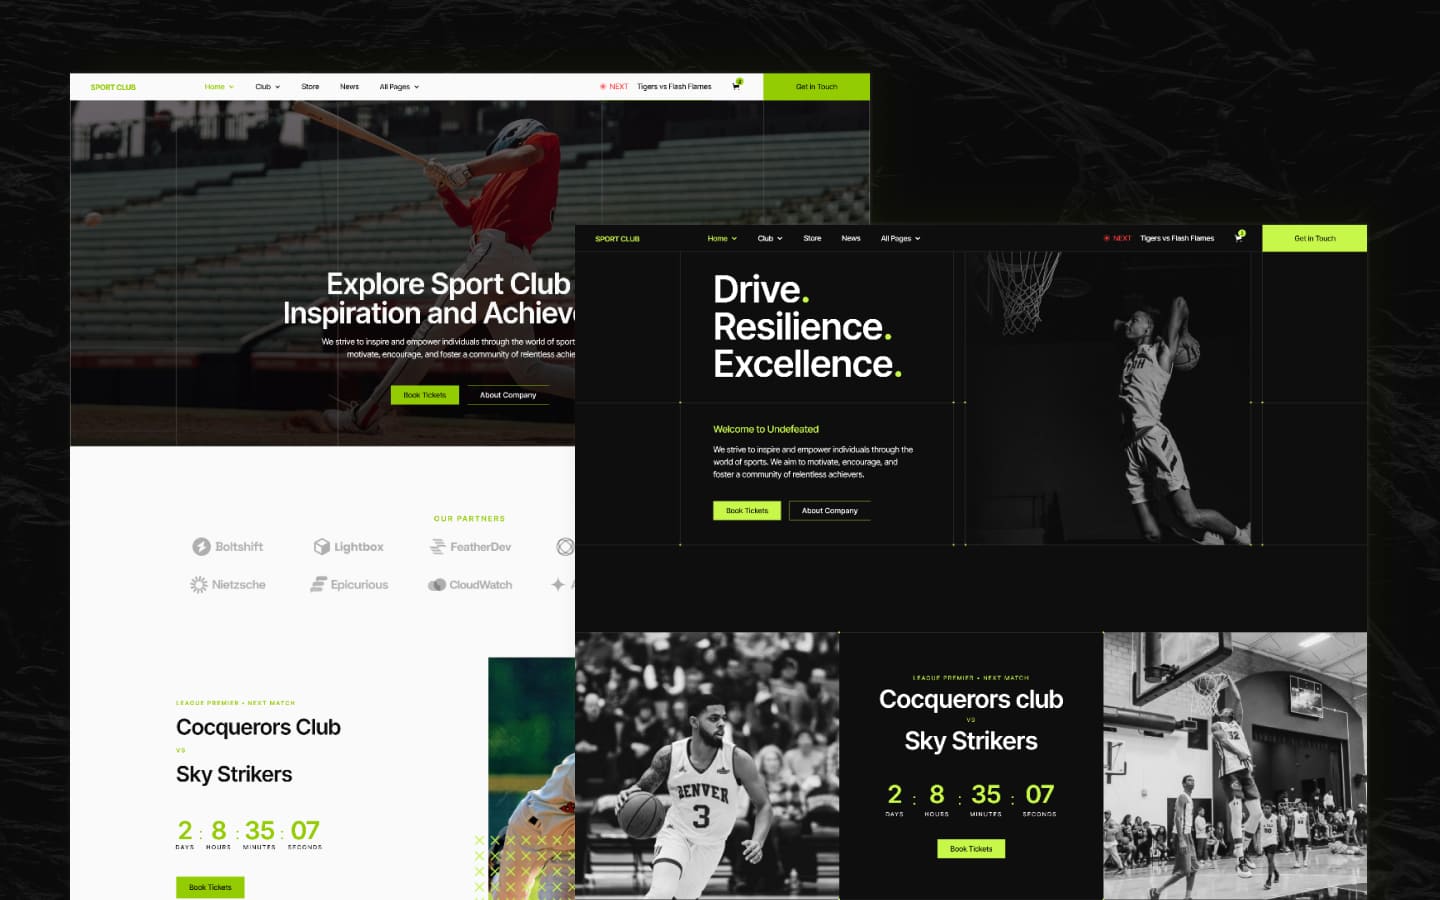 SPORT CLUB
Home
Club
Store
News
All Pages
NEXT Tigers vs Flash Flames
2
Get in Touch
Explore Sport Club
Inspiration and Achieve
We strive to inspire and empower individuals through the world of sport
motivate, encourage, and foster a community of relentless achie
Book Tickets
About Company
OUR PARTNERS
Boltshift
Lightbox
FeatherDev
Nietzsche
Epicurious
CloudWatch
LEAGUE PREMIER • NEXT MATCH
Cocquerors Club
VS
Sky Strikers
2 : 8 : 35 : 07
DAYS HOURS MINUTES SECONDS
Book Tickets
SPORT CLUB
Home
Club
Store
News
All Pages
NEXT Tigers vs Flash Flames
Get in Touch
Drive.
Resilience.
Excellence.
Welcome to Undefeated
We strive to inspire and empower individuals through the
world of sports. We aim to motivate, encourage, and
foster a community of relentless achievers.
Book Tickets
About Company
LEAGUE PREMIER • NEXT MATCH
Cocquerors club
VS
Sky Strikers
2 : 8 : 35 : 07
DAYS HOURS MINUTES SECONDS
Book Tickets
DENVER
3
32